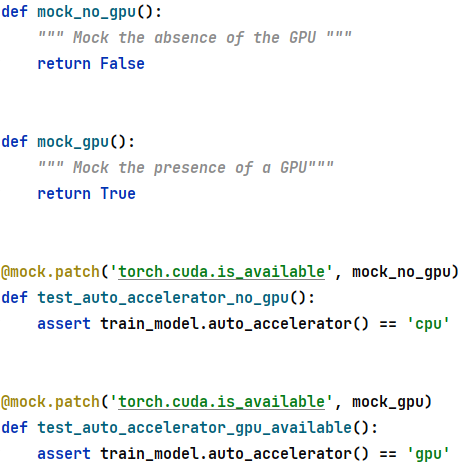 def mock_no_gpu():
    """ Mock the absence of the GPU """
    return False
def mock_gpu():
    """ Mock the presence of a GPU"""
    return True
@mock.patch('torch.cuda.is_available', mock_no_gpu)
def test_auto_accelerator_no_gpu():
    assert train_model.auto_accelerator() == 'cpu'
@mock.patch('torch.cuda.is_available', mock_gpu)
def test_auto_accelerator_gpu_available():
    assert train_model.auto_accelerator() == 'gpu'